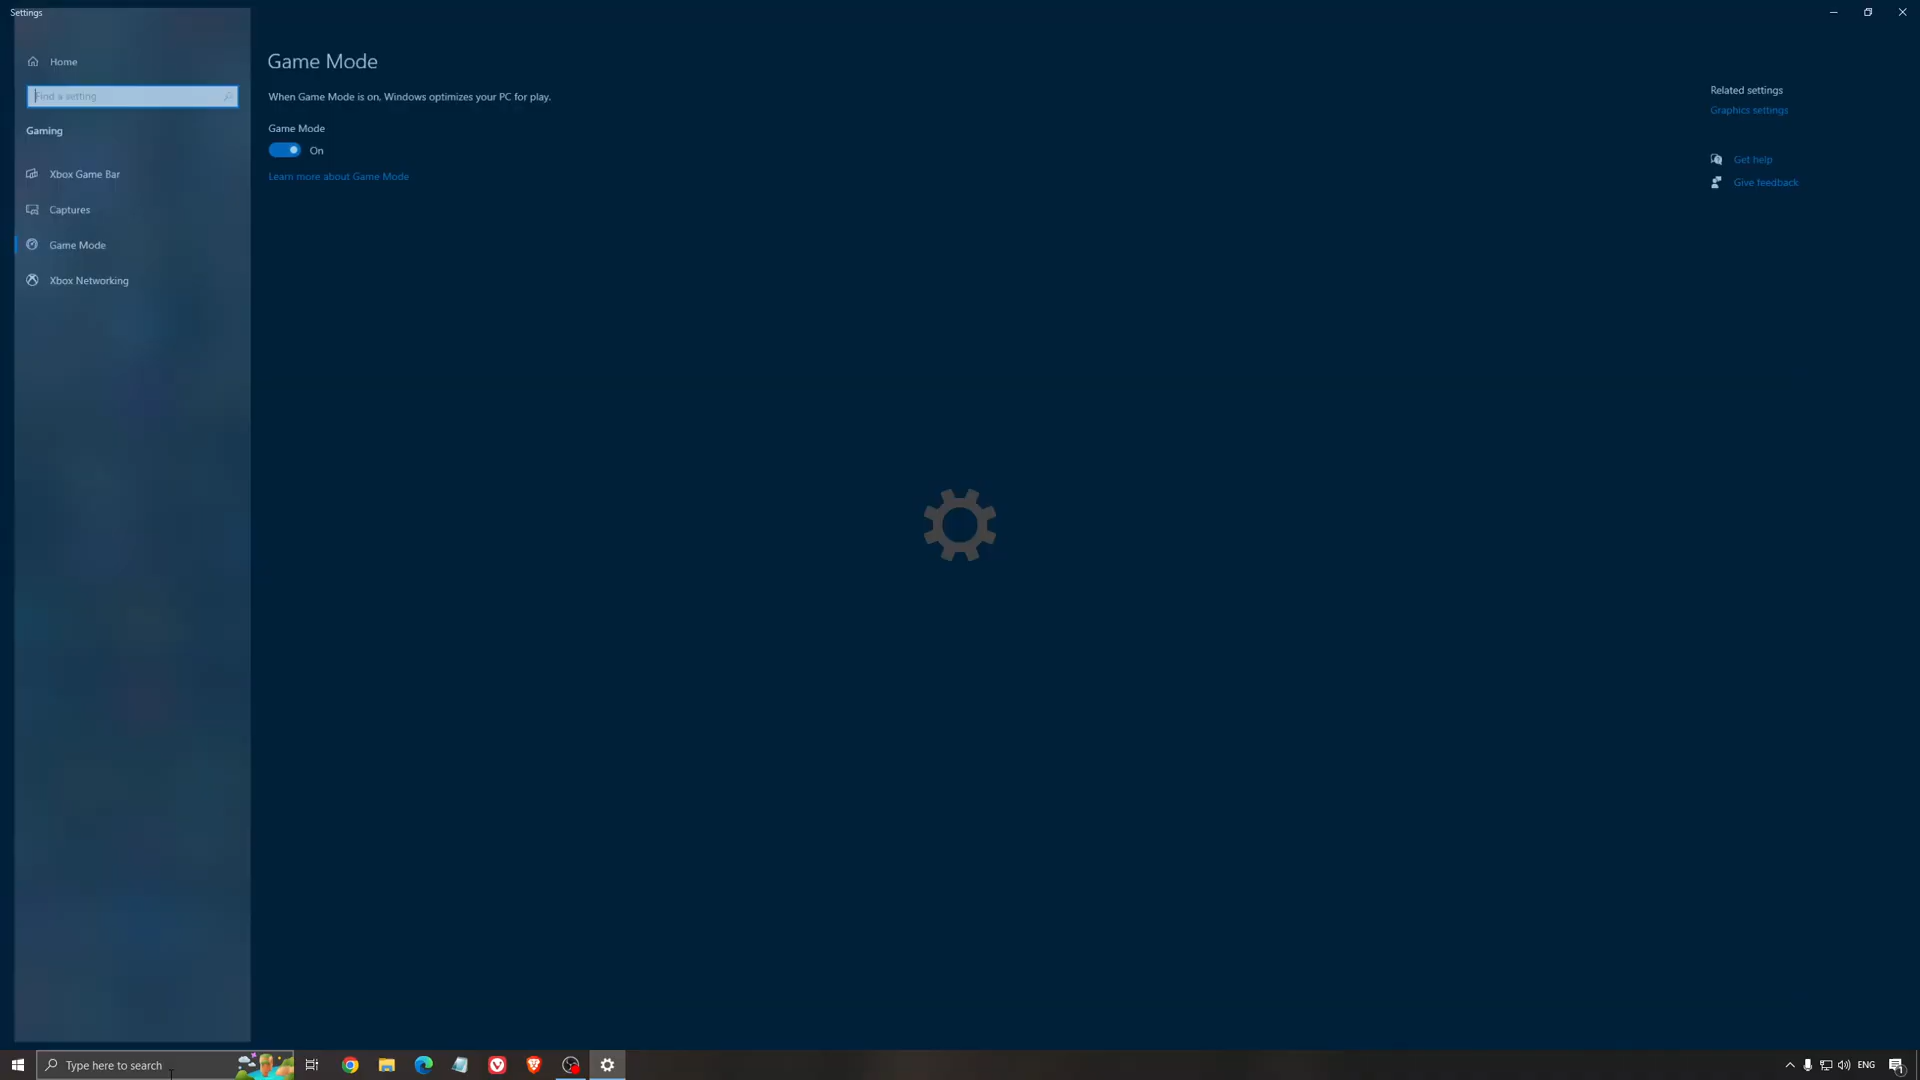 Settings
Home
Find a setting
Gaming
Xbox Game Bar
Captures
Game Mode
Xbox Networking
Game Mode
When Game Mode is on, Windows optimizes your PC for play.
Game Mode
On
Learn more about Game Mode
Related settings
Graphics settings
Get help
Give feedback
Type here to search
ENG
1